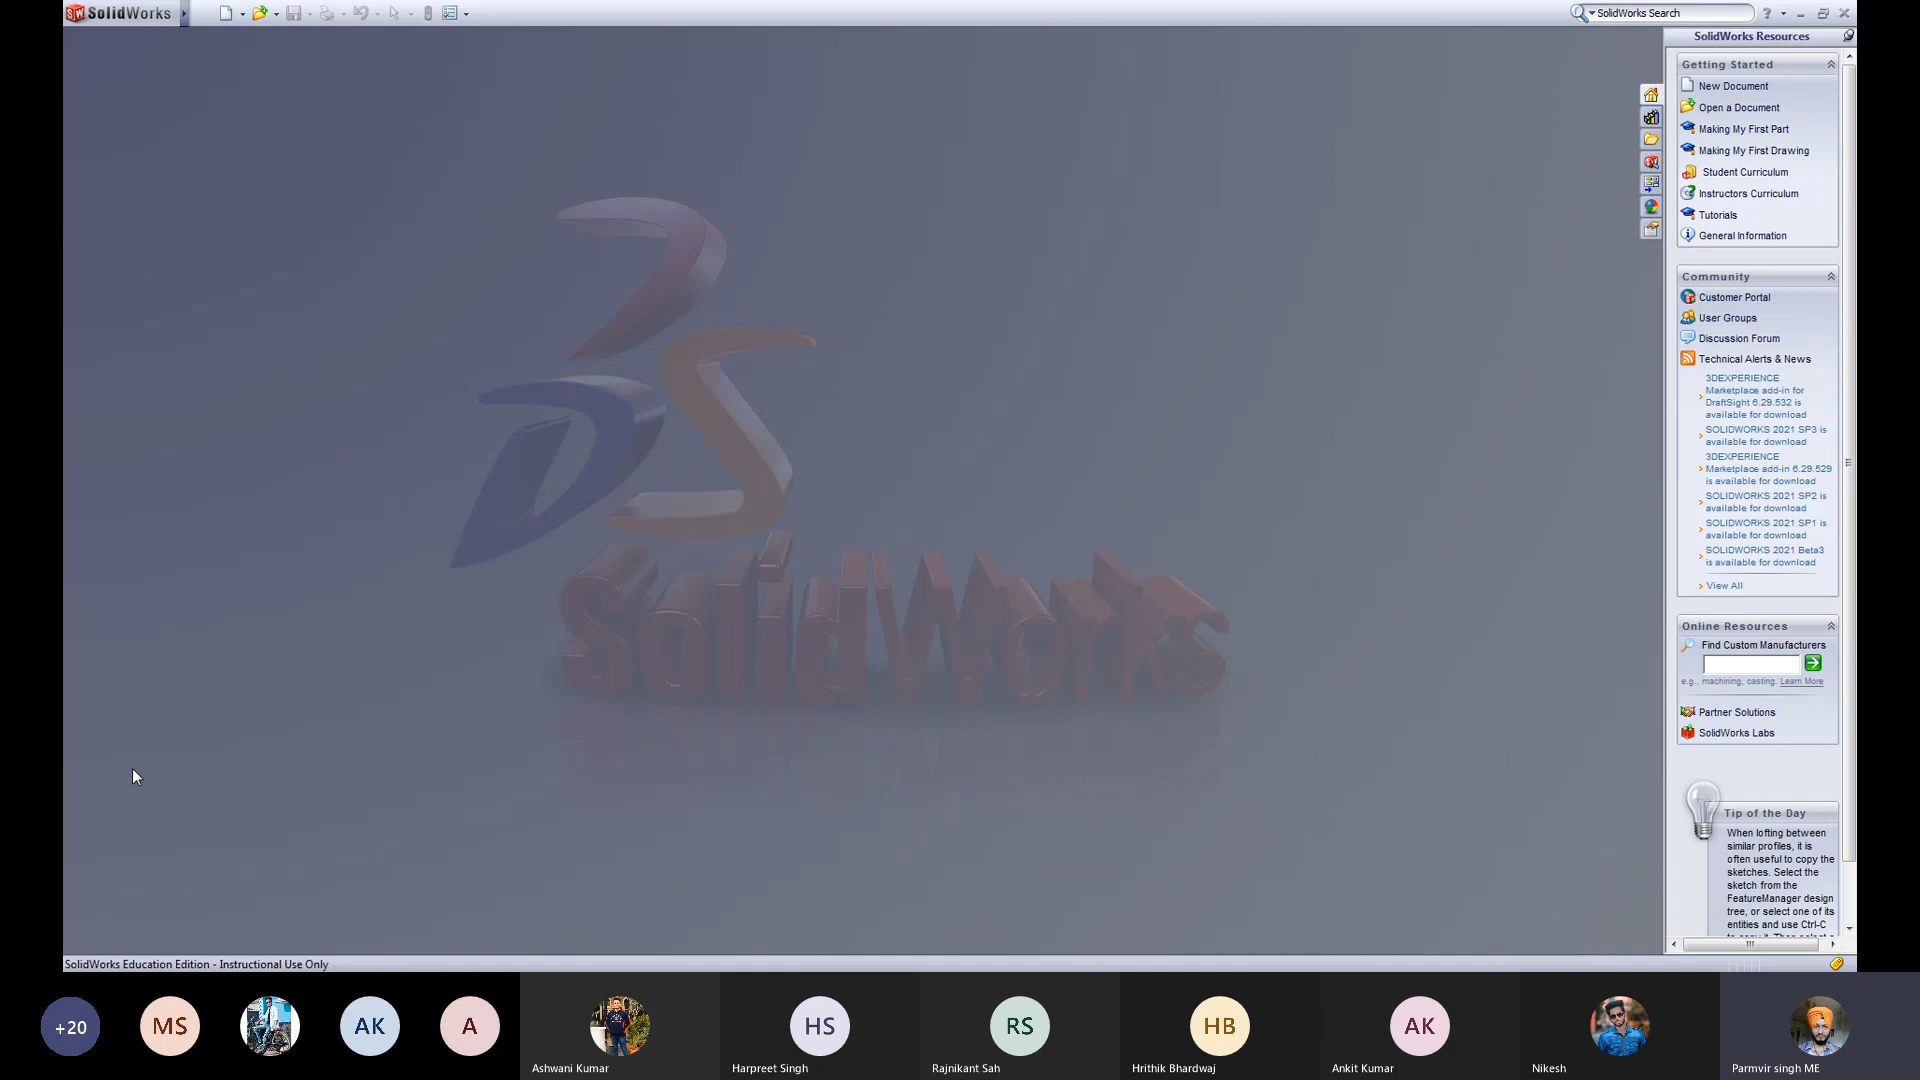 SolidWorks
SolidWorks Search
?
SolidWorks Resources
Getting Started
New Document
Open a Document
Making My First Part
Making My First Drawing
Student Curriculum
Instructors Curriculum
Tutorials
General Information
Community
Customer Portal
User Groups
Discussion Forum
Technical Alerts & News
3DEXPERIENCE
Marketplace add-in for
DraftSight 6.29.532 is
available for download
SOLIDWORKS 2021 SP3 is
available for download
3DEXPERIENCE
Marketplace add-in 6.29.529
is available for download
SOLIDWORKS 2021 SP2 is
available for download
SOLIDWORKS 2021 SP1 is
available for download
SOLIDWORKS 2021 Beta3
is available for download
View All
Online Resources
Find Custom Manufacturers
e.g., machining, casting. Learn More
Partner Solutions
SolidWorks Labs
Tip of the Day
When lofting between
similar profiles, it is
often useful to copy the
sketches. Select the
sketch from the
FeatureManager design
tree, or select one of its
entities and use Ctrl-C
SolidWorks
SolidWorks Education Edition - Instructional Use Only
+20
MS
AK
A
HS
RS
HB
AK
Ashwani Kumar
Harpreet Singh
Rajnikant Sah
Hrithik Bhardwaj
Ankit Kumar
Nikesh
Parmvir singh ME